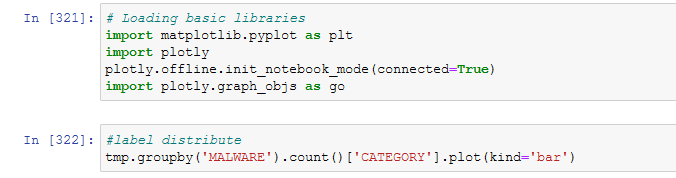 In [321]: # Loading basic libraries
import matplotlib.pyplot as plt
import plotly
plotly.offline.init_notebook_mode(connected=True)
import plotly.graph_objs as go
In [322]: #label distribute
tmp.groupby('MALWARE').count()['CATEGORY'].plot(kind='bar')